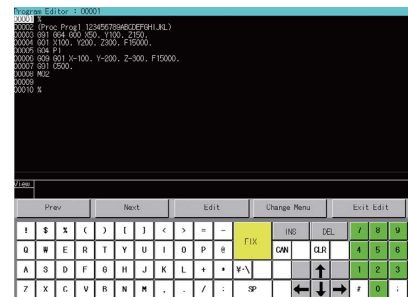 Program Editor : 0001
00001 %
00002 (Proc Prog1 123456789ABCDEFGHIJKL)
00003 G91 G64 G00 X50. Y100. Z150.
00004 G01 X100. Y200. Z300. F15000.
00005 G04 P1
00006 G09 G01 X-100. Y-200. Z-300. F15000.
00007 G91 C500.
00008 M02
00009
00010 %
View
Prev Next Edit Change Menu Exit Edit
! $ % ( ) [ ] < > = - FIX INS DEL 7 8 9
Q W E R T Y U I O P @ CAN CLR 4 5 6
A S D F G H J K L + * ¥·\ ↑ 1 2 3
Z X C V B N M , . / : SP ← ↓ → # 0 ;